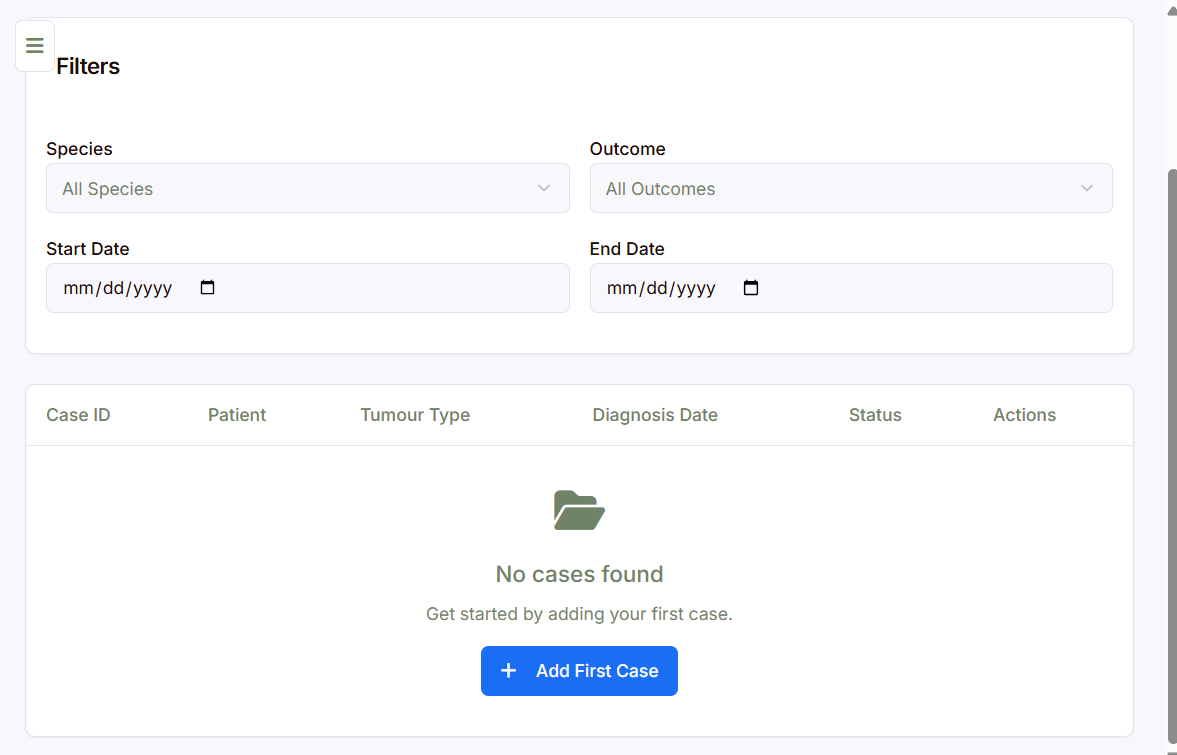 Filters
Species
Outcome
All Species
All Outcomes
Start Date
End Date
mm/dd/yyyy
mm/dd/yyyy
Case ID Patient Tumour Type Diagnosis Date Status Actions
No cases found
Get started by adding your first case.
+ Add First Case